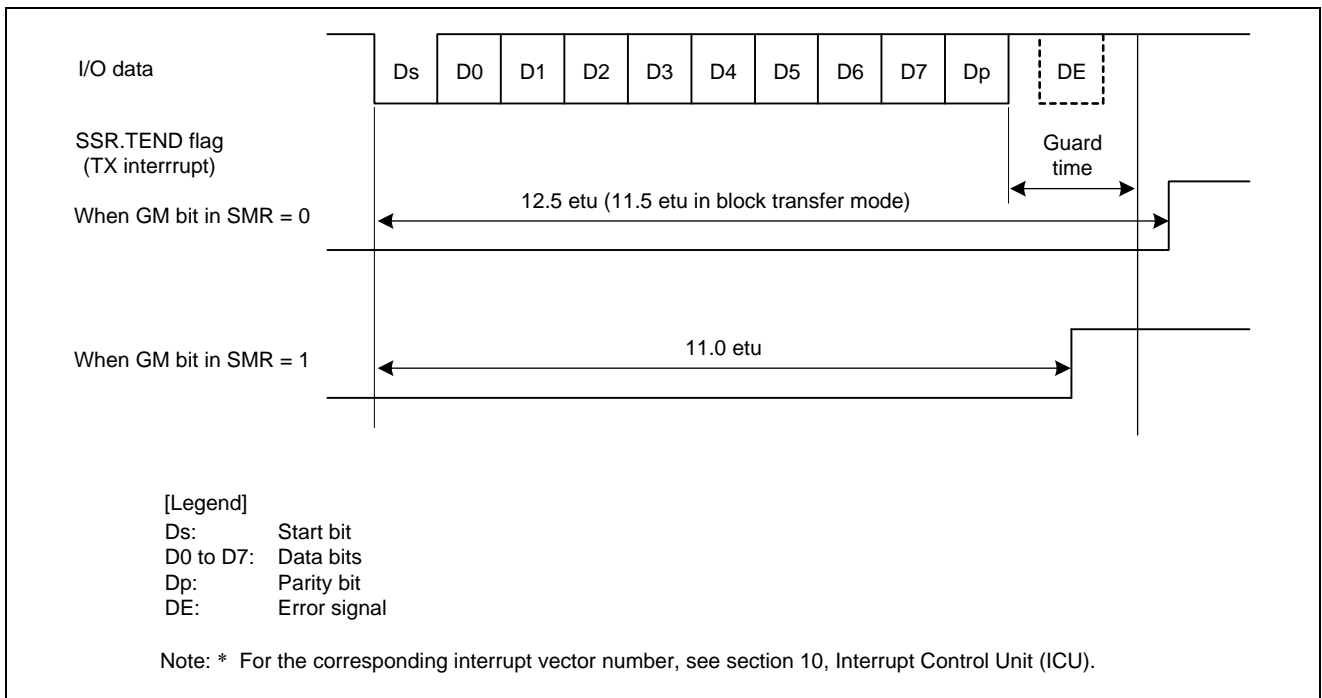 I/O data
Ds D0 D1 D2 D3 D4 D5 D6 D7 Dp DE
SSR.TEND flag
(TX interrrupt)
Guard
time
When GM bit in SMR = 0
12.5 etu (11.5 etu in block transfer mode)
When GM bit in SMR = 1
11.0 etu
[Legend]
Ds: Start bit
D0 to D7: Data bits
Dp: Parity bit
DE: Error signal
Note: * For the corresponding interrupt vector number, see section 10, Interrupt Control Unit (ICU).